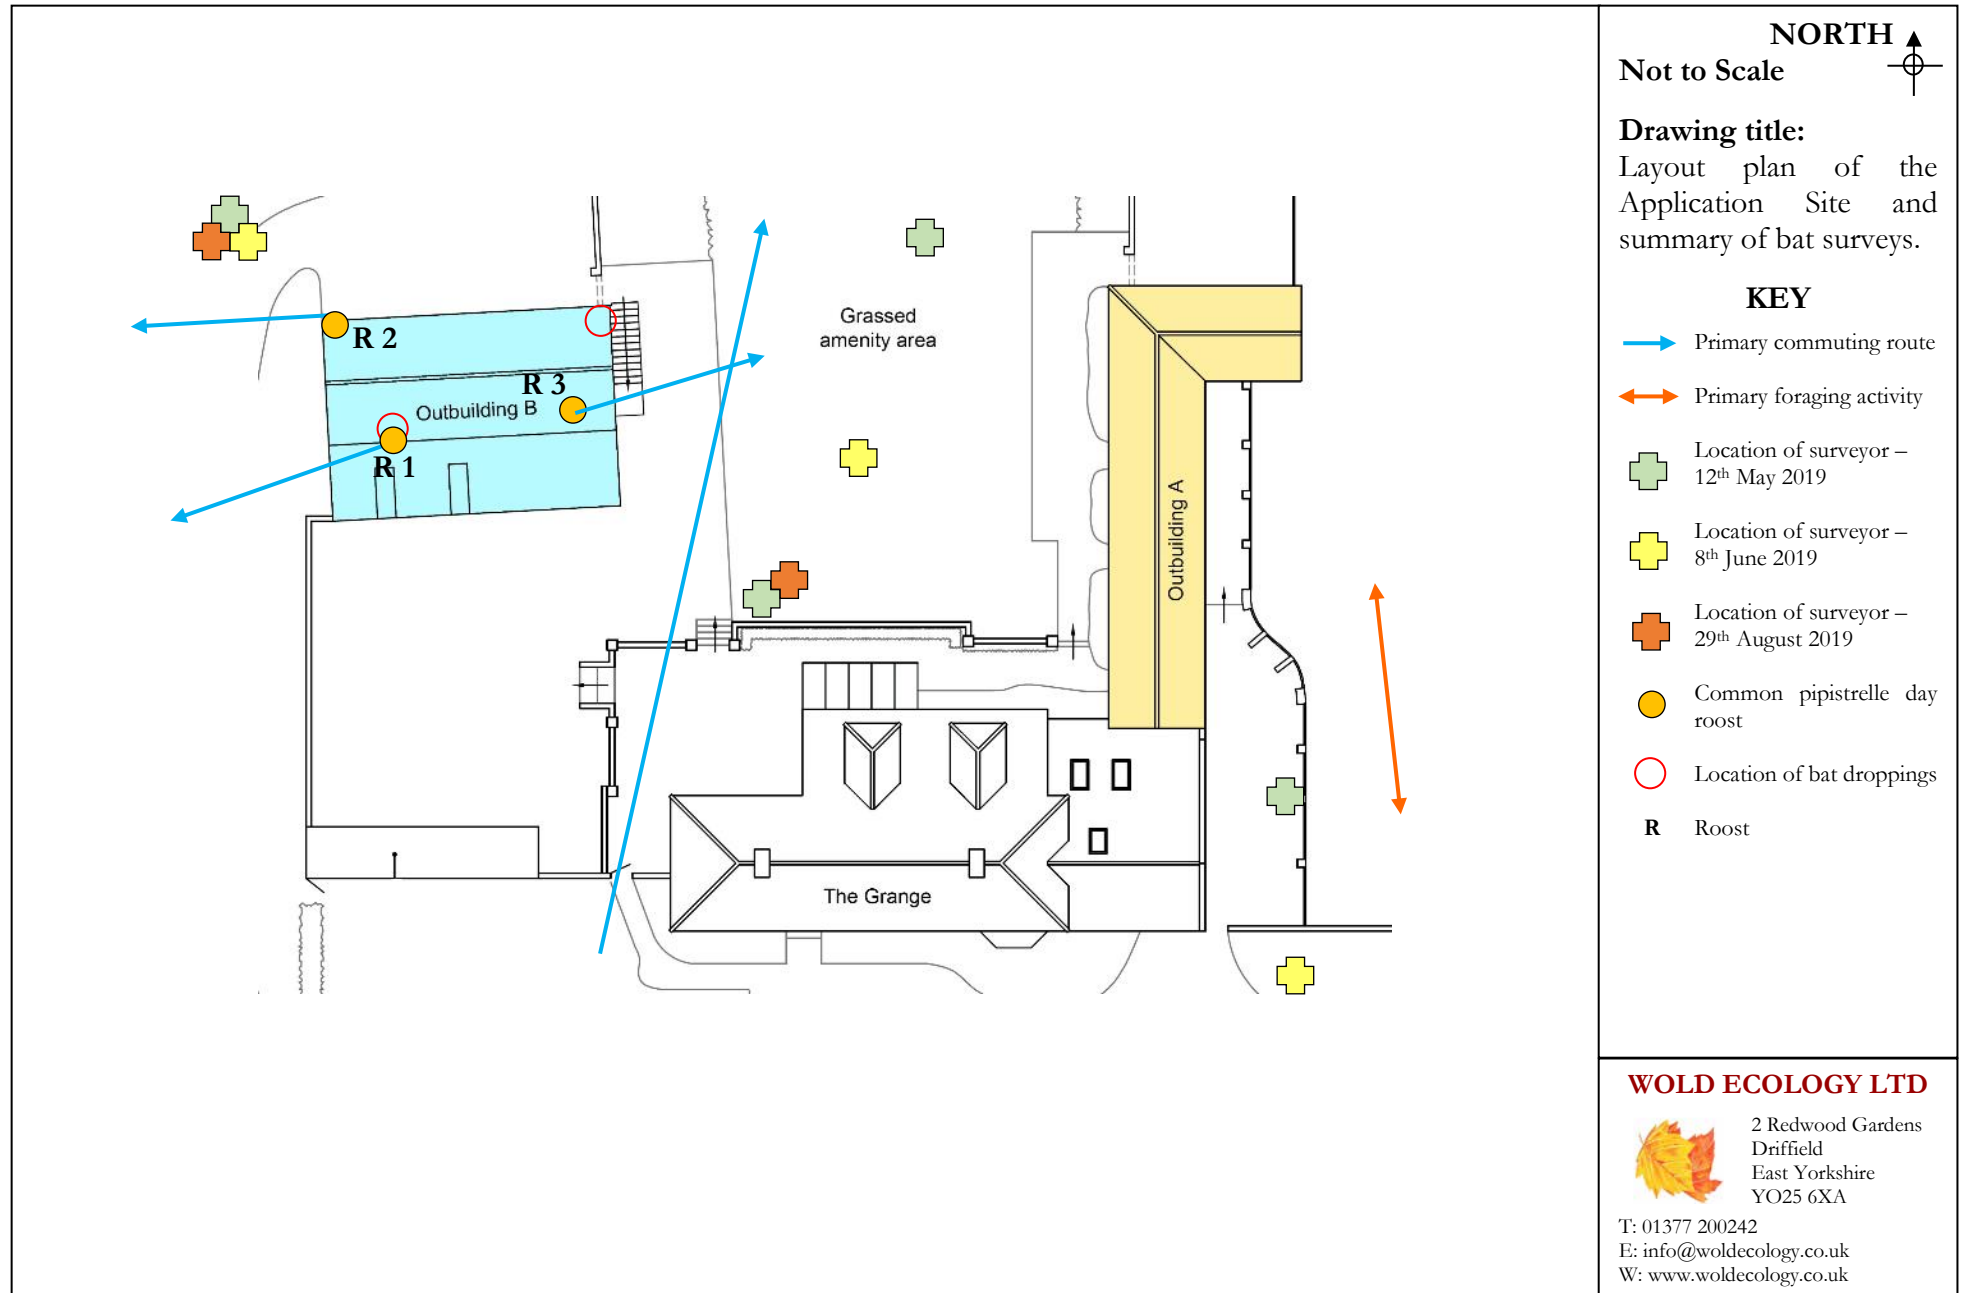 R 2
R 3
Outbuilding B
R 1
Grassed
amenity area
Outbuilding A
The Grange
NORTH
Not to Scale
Drawing title:
Layout plan of the
Application Site and
summary of bat surveys.
KEY
Primary commuting route
Primary foraging activity
Location of surveyor –
12th May 2019
Location of surveyor –
8th June 2019
Location of surveyor –
29th August 2019
Common pipistrelle day
roost
Location of bat droppings
R Roost
WOLD ECOLOGY LTD
2 Redwood Gardens
Driffield
East Yorkshire
YO25 6XA
T: 01377 200242
E: info@woldecology.co.uk
W: www.woldecology.co.uk